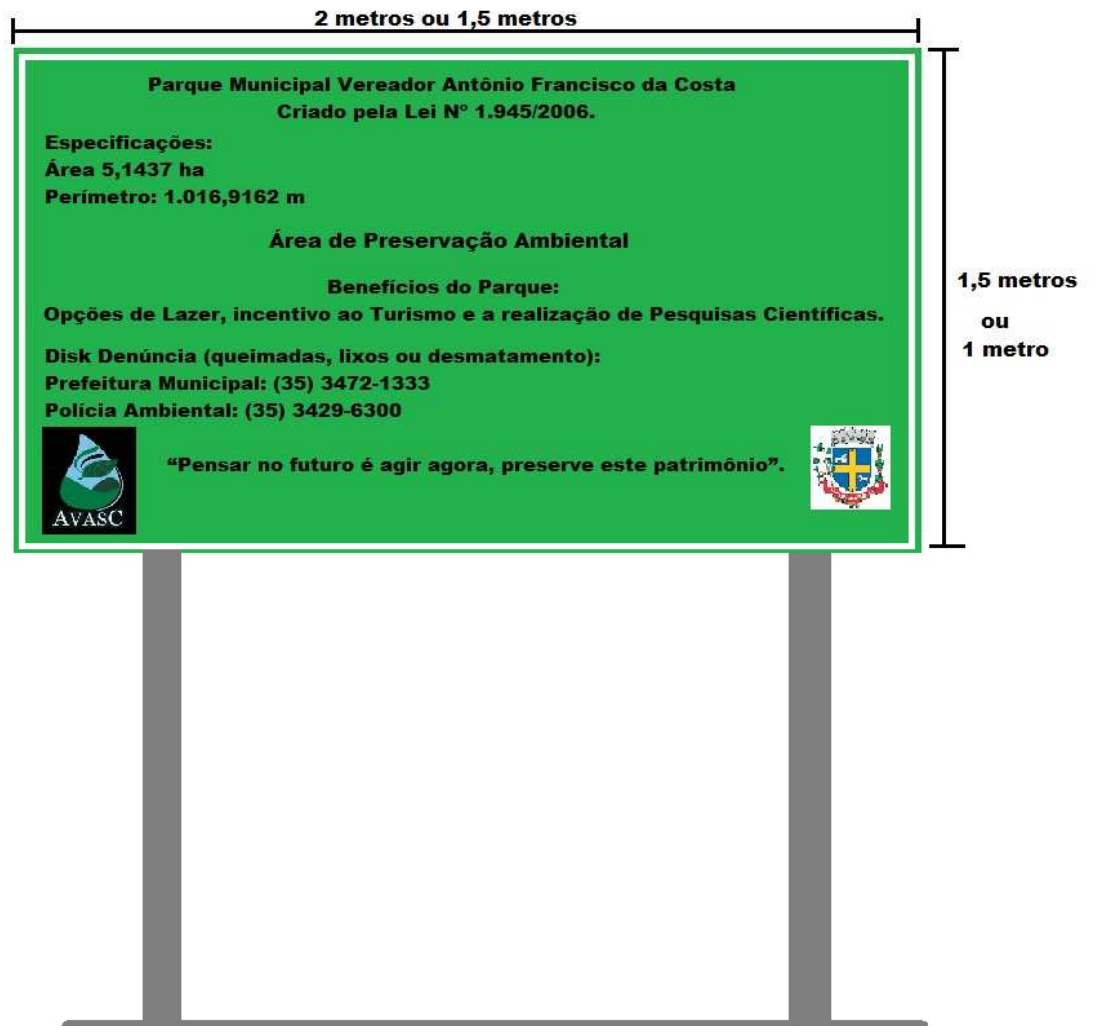 2 metros ou 1,5 metros
Parque Municipal Vereador Antônio Francisco da Costa
Criado pela Lei Nº 1.945/2006.
Especificações:
Área 5,1437 ha
Perímetro: 1.016,9162 m
Área de Preservação Ambiental
Benefícios do Parque:
Opções de Lazer, incentivo ao Turismo e a realização de Pesquisas Científicas.
Disk Denúncia (queimadas, lixos ou desmatamento):
Prefeitura Municipal: (35) 3472-1333
Polícia Ambiental: (35) 3429-6300
“Pensar no futuro é agir agora, preserve este patrimônio”.
AVASC
1,5 metros
ou
1 metro